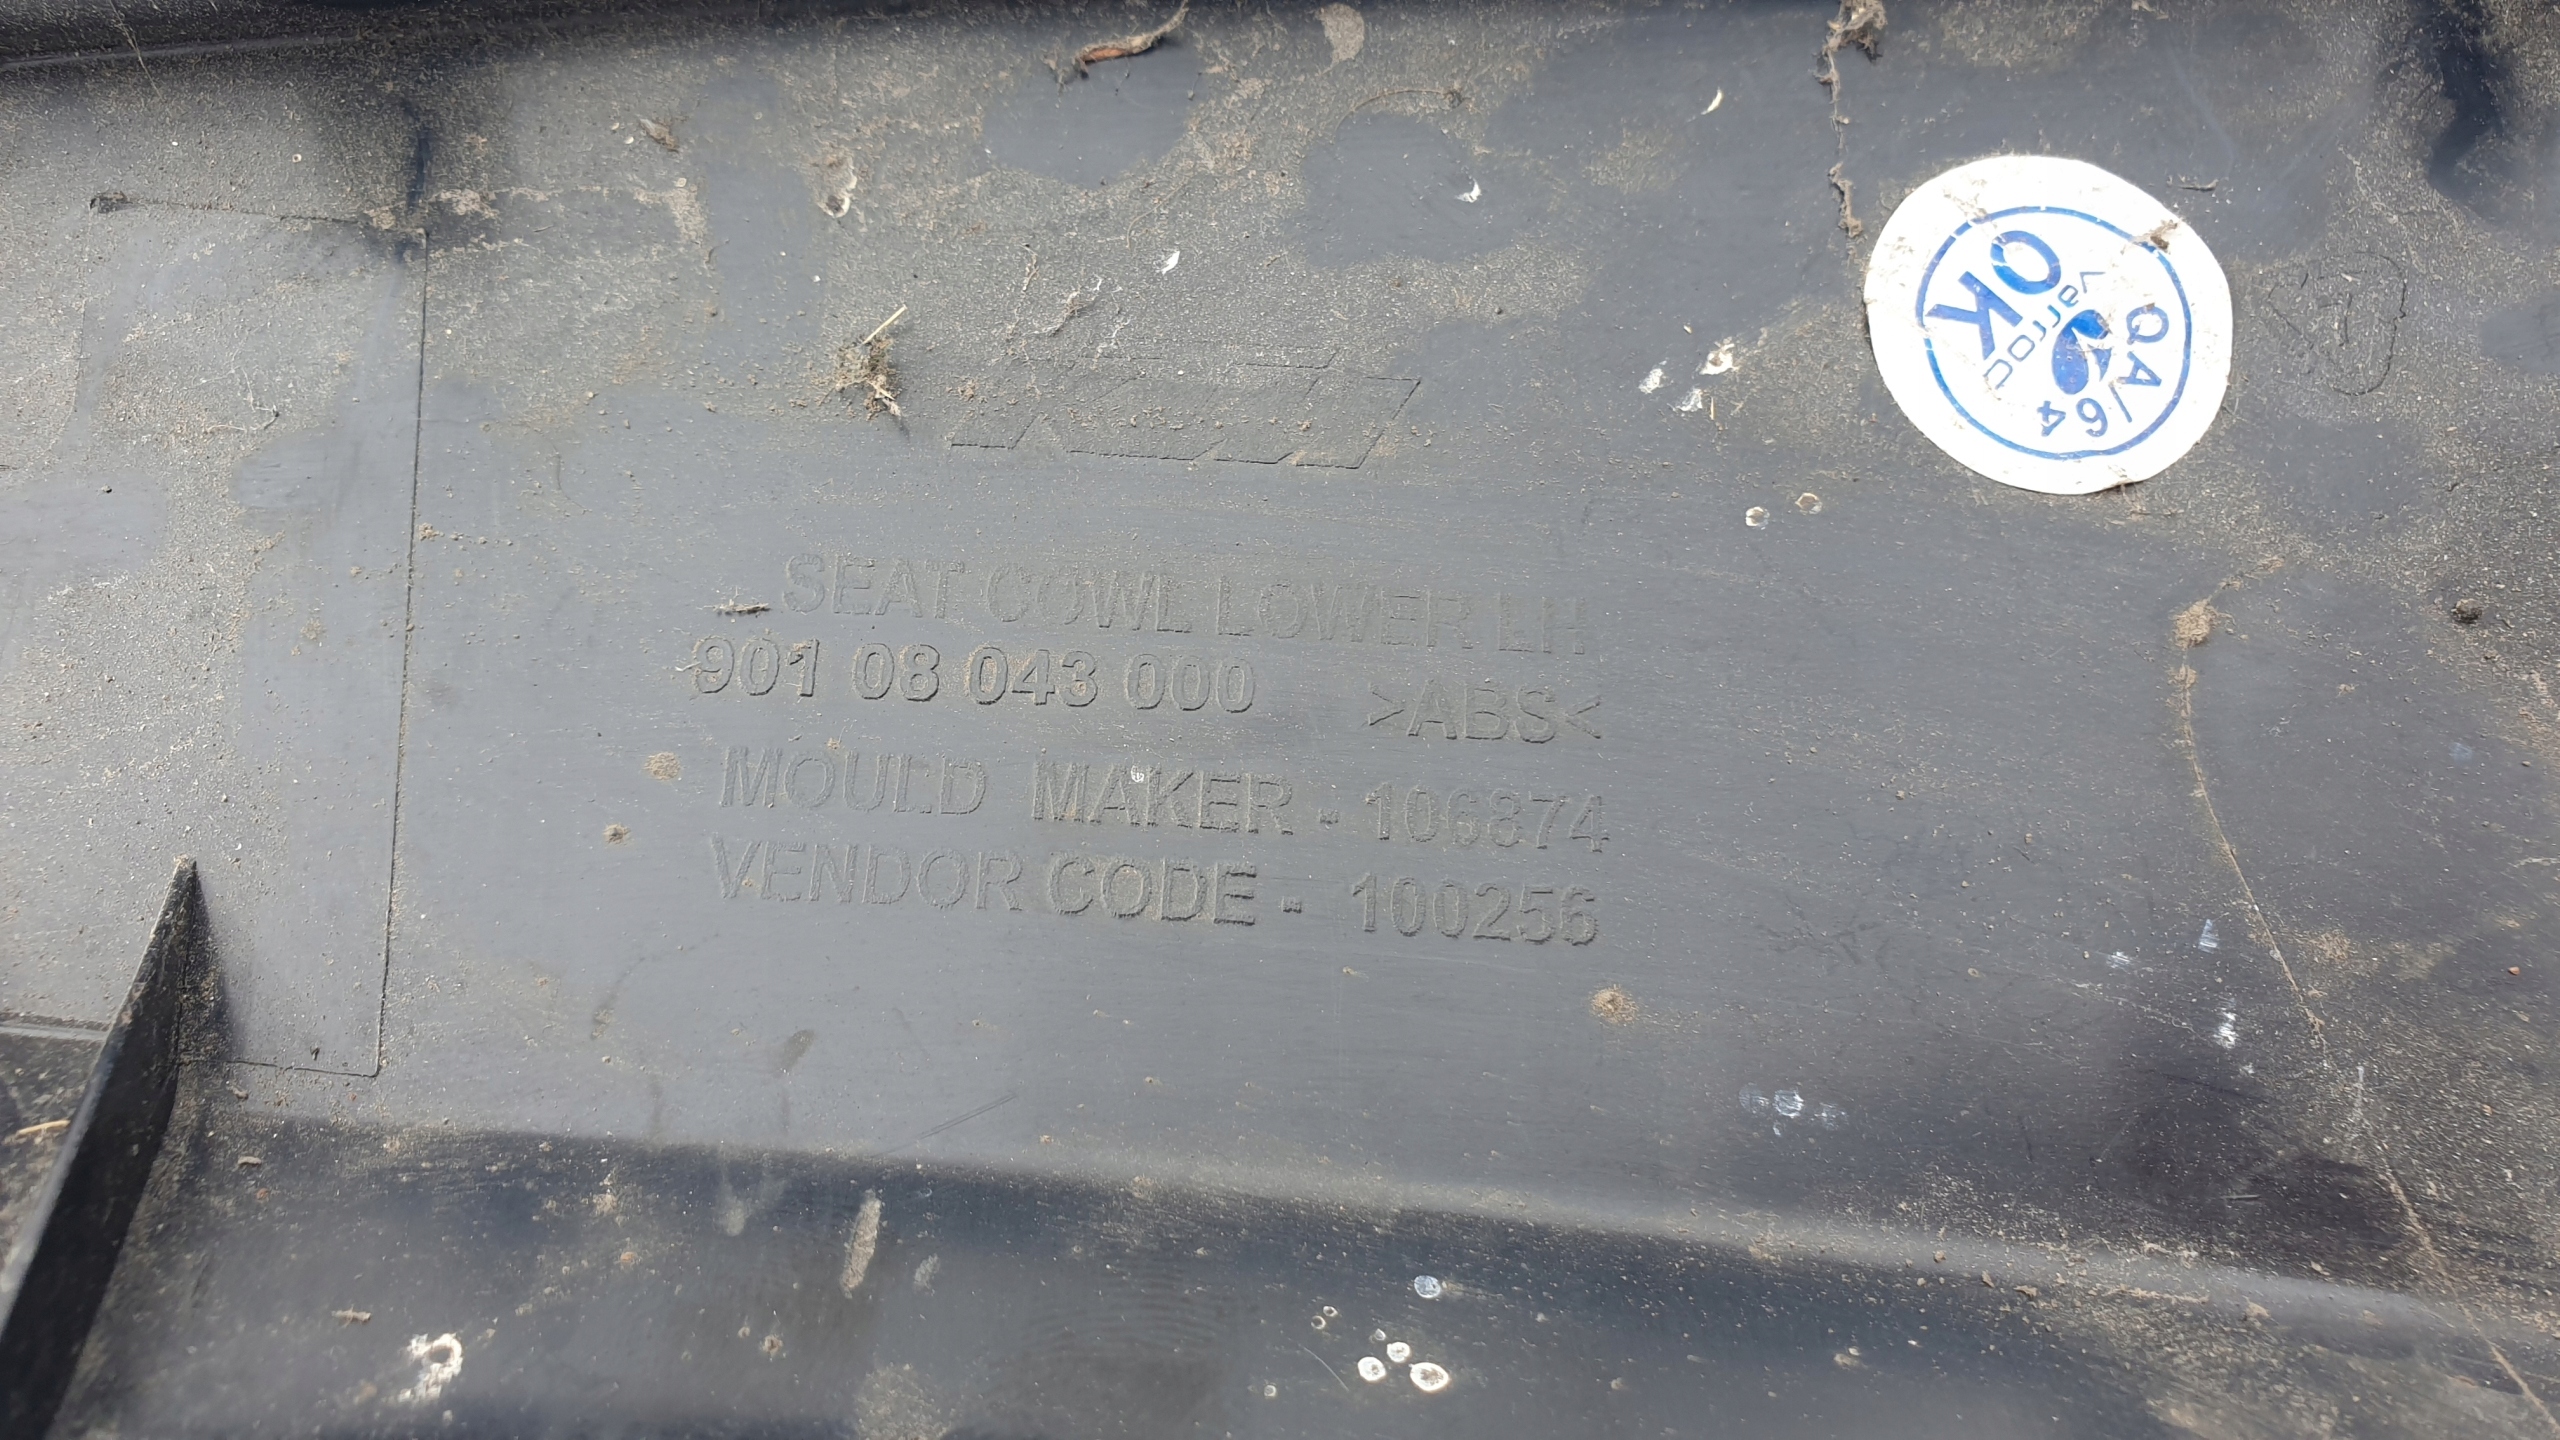 KTM
SEAT COWL LOWER LH
901 08 043 000 >ABS<
MOULD MAKER - 106874
VENDOR CODE - 100256
OK
varroc
QA/64